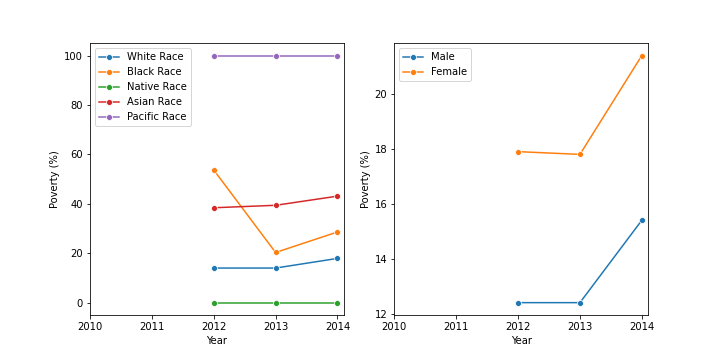 White Race
Black Race
Native Race
Asian Race
Pacific Race
Poverty (%)
100
80
60
40
20
0
2010 2011 2012 2013 2014
Year
Male
Female
Poverty (%)
20
18
16
14
12
2010 2011 2012 2013 2014
Year